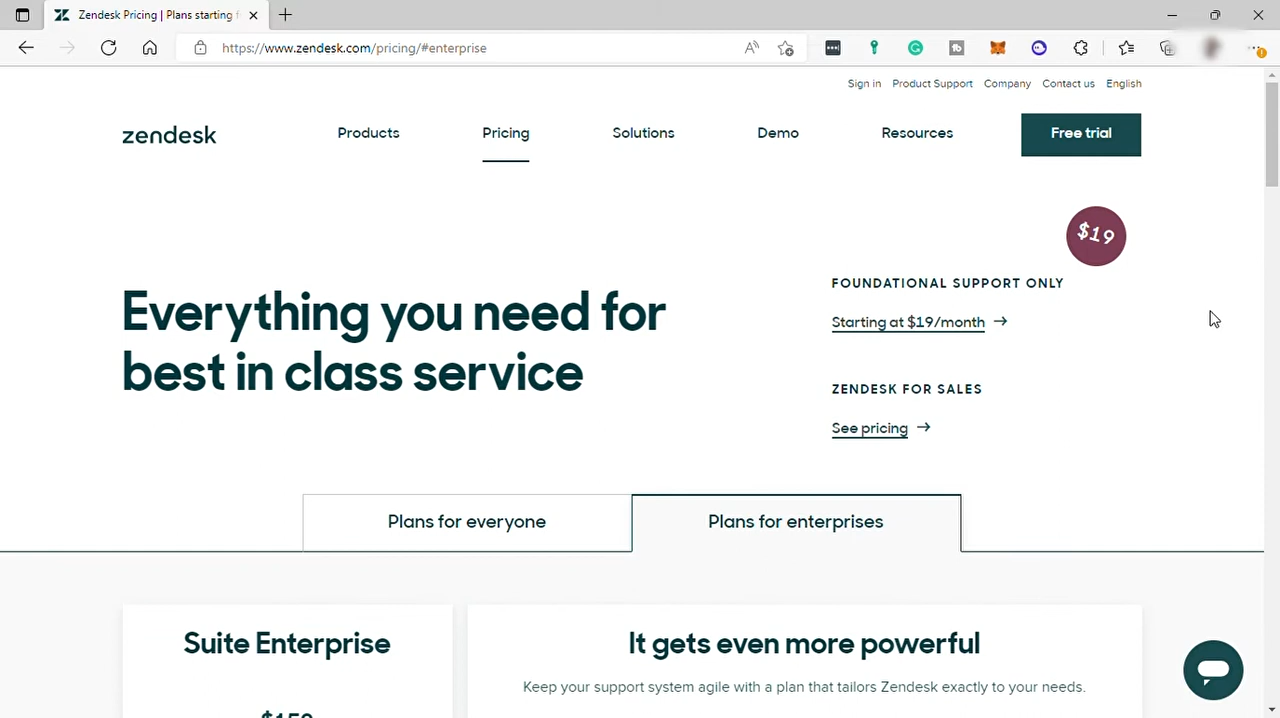 Zendesk Pricing | Plans starting f
https://www.zendesk.com/pricing/#enterprise
Sign in Product Support Company Contact us English
zendesk Products Pricing Solutions Demo Resources Free trial
$19
FOUNDATIONAL SUPPORT ONLY
Starting at $19/month →
Everything you need for
best in class service
ZENDESK FOR SALES
See pricing →
Plans for everyone Plans for enterprises
Suite Enterprise
It gets even more powerful
Keep your support system agile with a plan that tailors Zendesk exactly to your needs.